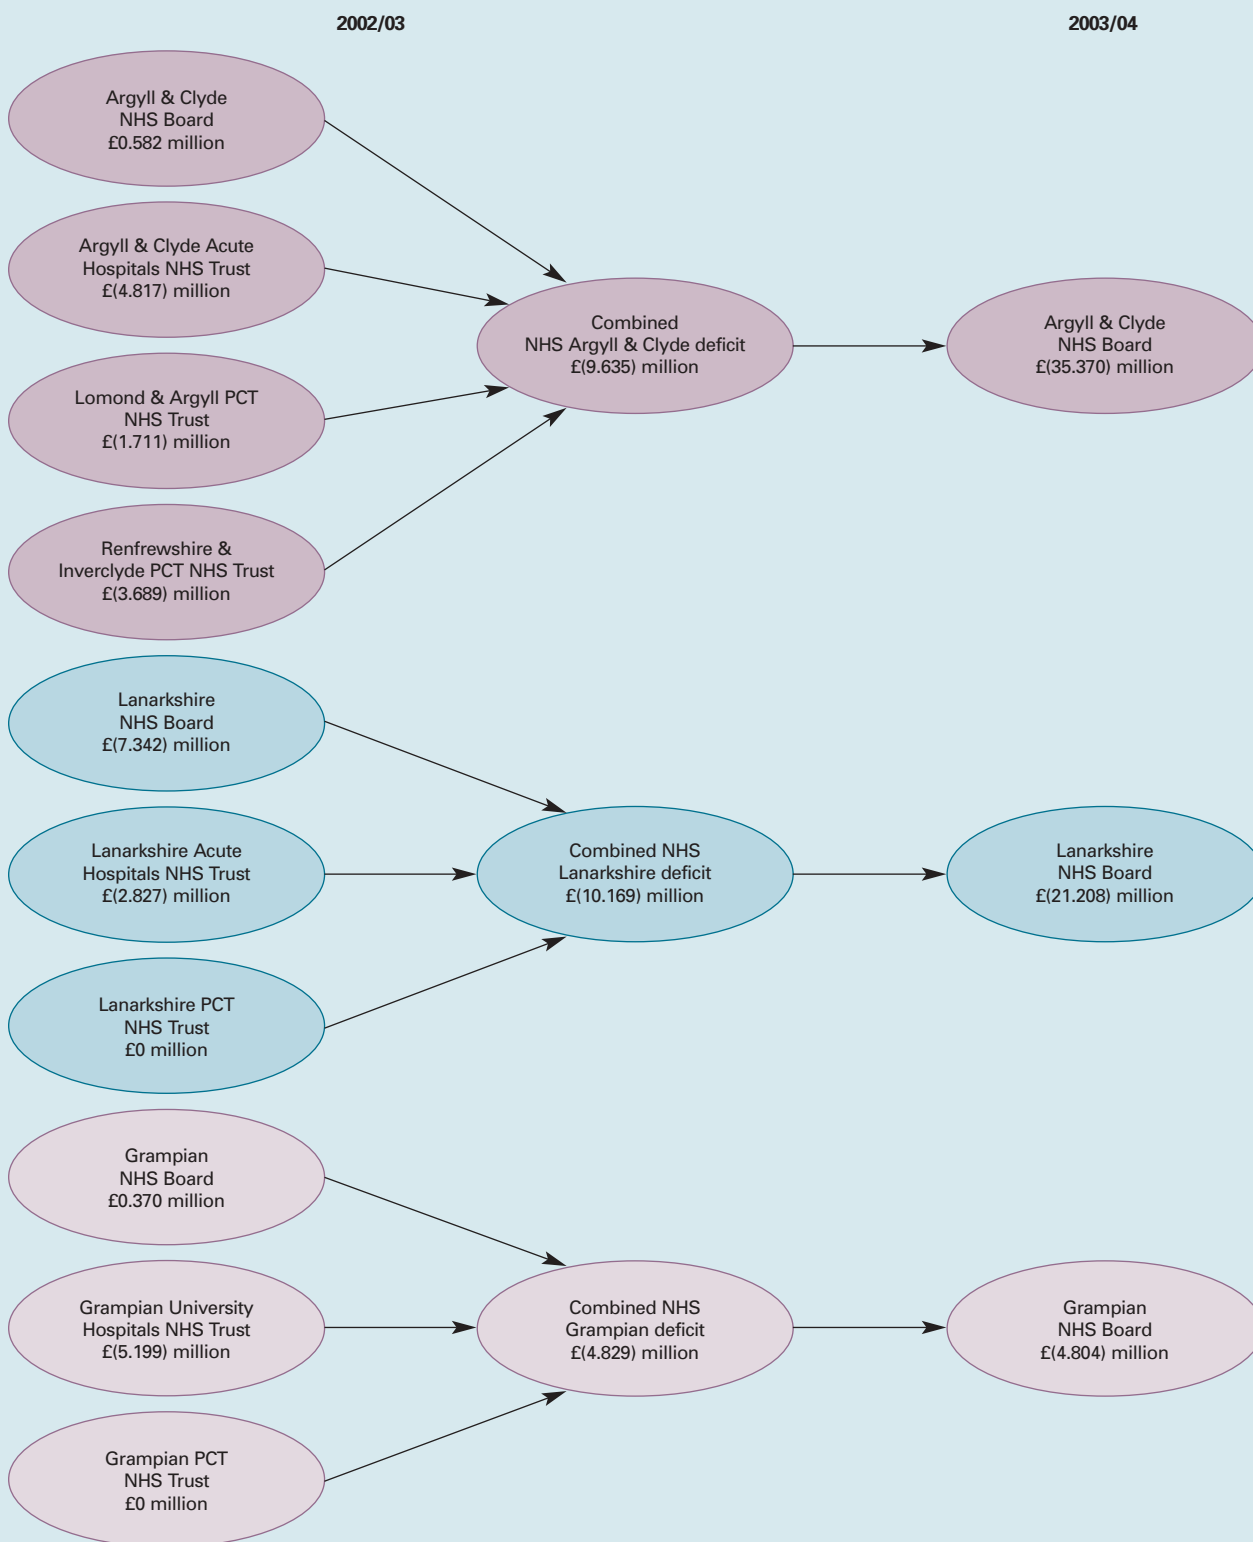 2002/03
2003/04
Argyll & Clyde
NHS Board
£0.582 million
Argyll & Clyde Acute
Hospitals NHS Trust
£(4.817) million
Lomond & Argyll PCT
NHS Trust
£(1.711) million
Renfrewshire &
Inverclyde PCT NHS Trust
£(3.689) million
Combined
NHS Argyll & Clyde deficit
£(9.635) million
Argyll & Clyde
NHS Board
£(35.370) million
Lanarkshire
NHS Board
£(7.342) million
Lanarkshire Acute
Hospitals NHS Trust
£(2.827) million
Lanarkshire PCT
NHS Trust
£0 million
Combined NHS
Lanarkshire deficit
£(10.169) million
Lanarkshire
NHS Board
£(21.208) million
Grampian
NHS Board
£0.370 million
Grampian University
Hospitals NHS Trust
£(5.199) million
Grampian PCT
NHS Trust
£0 million
Combined NHS
Grampian deficit
£(4.829) million
Grampian
NHS Board
£(4.804) million